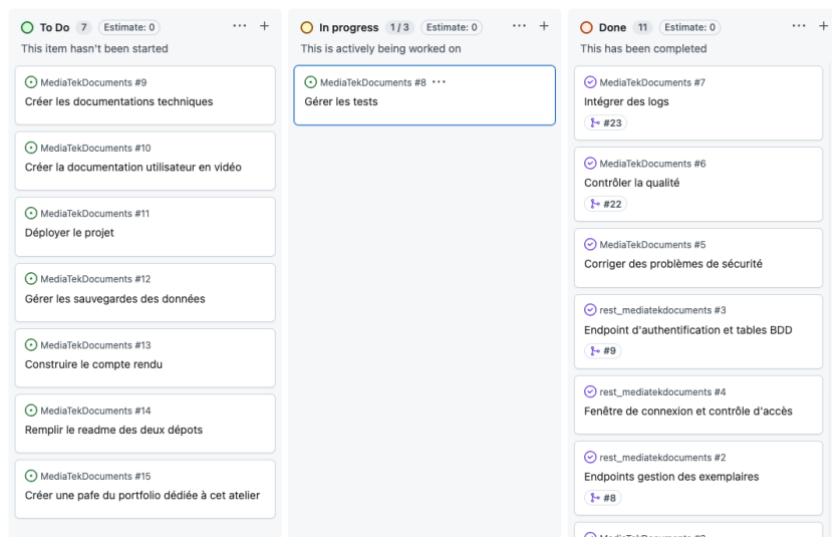 To Do 7 Estimate: 0
This item hasn't been started
MediaTekDocuments #9
Créer les documentations techniques
MediaTekDocuments #10
Créer la documentation utilisateur en vidéo
MediaTekDocuments #11
Déployer le projet
MediaTekDocuments #12
Gérer les sauvegardes des données
MediaTekDocuments #13
Construire le compte rendu
MediaTekDocuments #14
Remplir le readme des deux dépots
MediaTekDocuments #15
Créer une pafe du portfolio dédiée à cet atelier
In progress 1 / 3 Estimate: 0
This is actively being worked on
MediaTekDocuments #8
Gérer les tests
Done 11 Estimate: 0
This has been completed
MediaTekDocuments #7
Intégrer des logs
#23
MediaTekDocuments #6
Contrôler la qualité
#22
MediaTekDocuments #5
Corriger des problèmes de sécurité
rest_mediatekdocuments #3
Endpoint d'authentification et tables BDD
#9
rest_mediatekdocuments #4
Fenêtre de connexion et contrôle d'accès
rest_mediatekdocuments #2
Endpoints gestion des exemplaires
#8